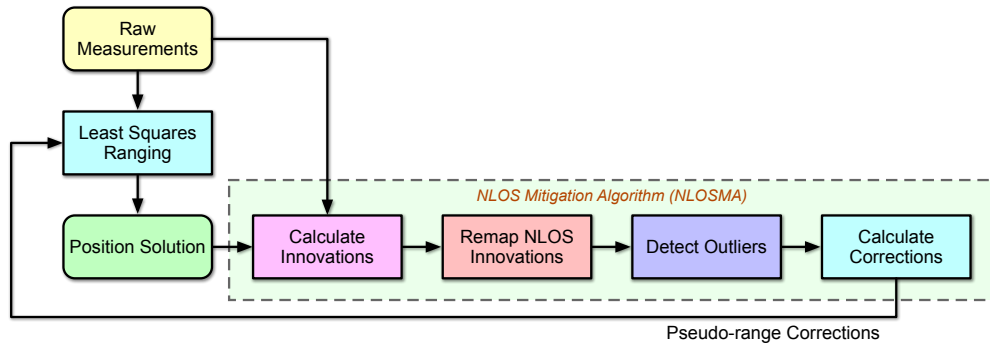 Raw
Measurements
Least Squares
Ranging
NLOS Mitigation Algorithm (NLOSMA)
Position Solution
Calculate
Innovations
Remap NLOS
Innovations
Detect Outliers
Calculate
Corrections
Pseudo-range Corrections